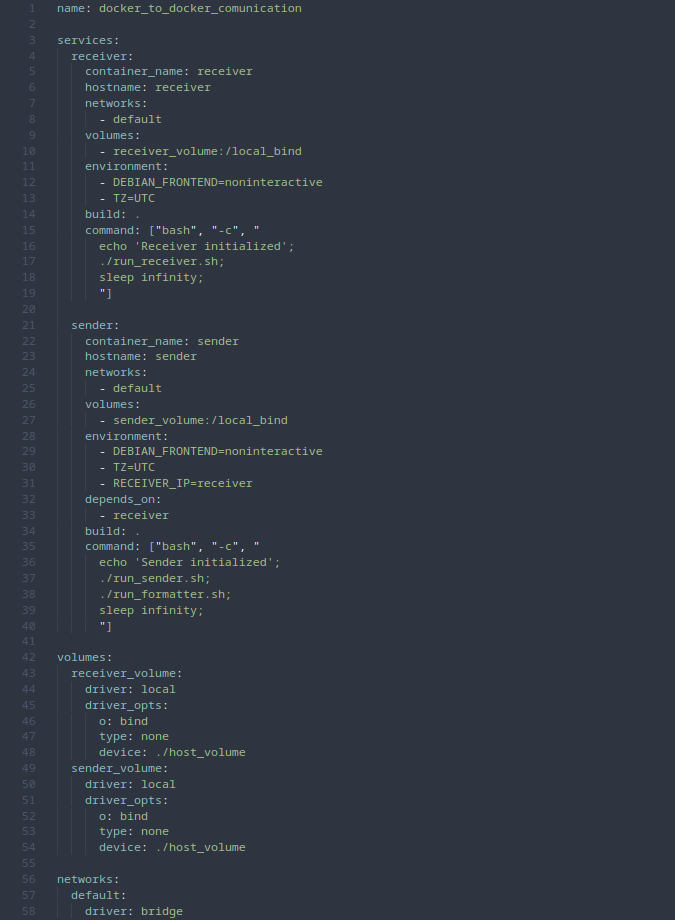 1 name: docker_to_docker_comunication
2
3 services:
4 receiver:
5 container_name: receiver
6 hostname: receiver
7 networks:
8 - default
9 volumes:
10 - receiver_volume:/local_bind
11 environment:
12 - DEBIAN_FRONTEND=noninteractive
13 - TZ=UTC
14 build: .
15 command: ["bash", "-c", "
16 echo 'Receiver initialized';
17 ./run_receiver.sh;
18 sleep infinity;
19 "]
20
21 sender:
22 container_name: sender
23 hostname: sender
24 networks:
25 - default
26 volumes:
27 - sender_volume:/local_bind
28 environment:
29 - DEBIAN_FRONTEND=noninteractive
30 - TZ=UTC
31 - RECEIVER_IP=receiver
32 depends_on:
33 - receiver
34 build: .
35 command: ["bash", "-c", "
36 echo 'Sender initialized';
37 ./run_sender.sh;
38 ./run_formatter.sh;
39 sleep infinity;
40 "]
41
42 volumes:
43 receiver_volume:
44 driver: local
45 driver_opts:
46 o: bind
47 type: none
48 device: ./host_volume
49 sender_volume:
50 driver: local
51 driver_opts:
52 o: bind
53 type: none
54 device: ./host_volume
55
56 networks:
57 default:
58 driver: bridge